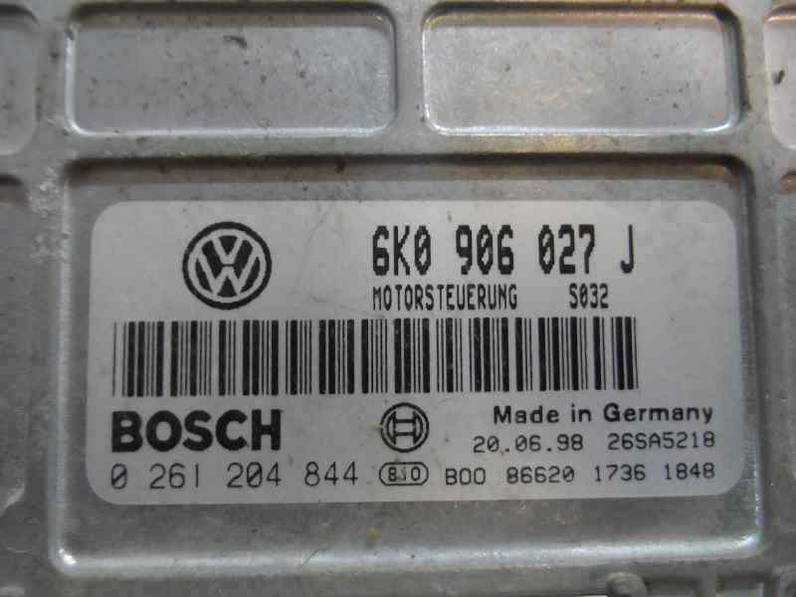 6K0 906 027 J
MOTORSTEUERUNG S032
BOSCH
Made in Germany
20.06.98 26SA5218
0 261 204 844 B00 86620 1736 1848